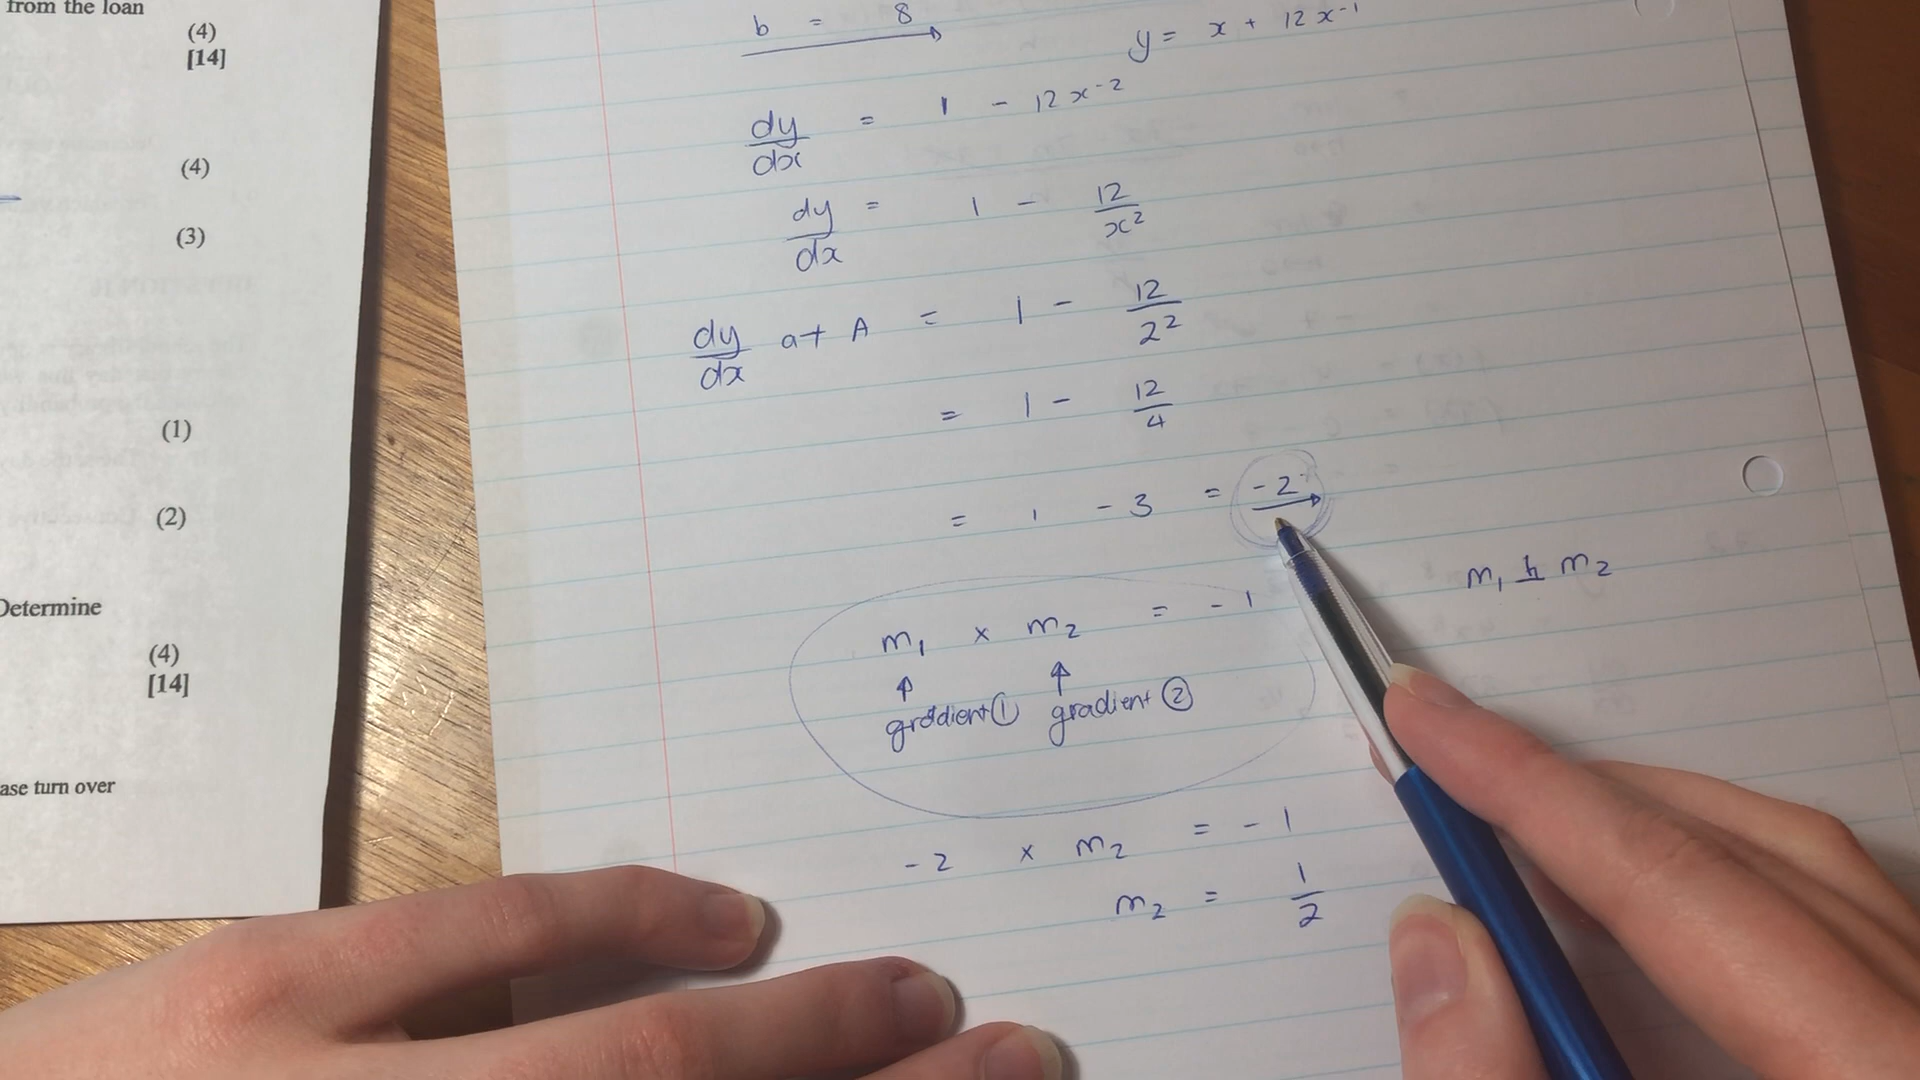 from the loan
(4)
[14]
(4)
(3)
(1)
(2)
Determine
(4)
[14]
ase turn over
b = 8
y = x + 12x⁻¹
dy/dx = 1 - 12x⁻²
dy/dx = 1 - 12/x²
dy/dx at A = 1 - 12/2²
= 1 - 12/4
= 1 - 3 = -2
m₁ m₂
m₁ x m₂ = -1
gradient ① gradient ②
-2 x m₂ = -1
m₂ = 1/2